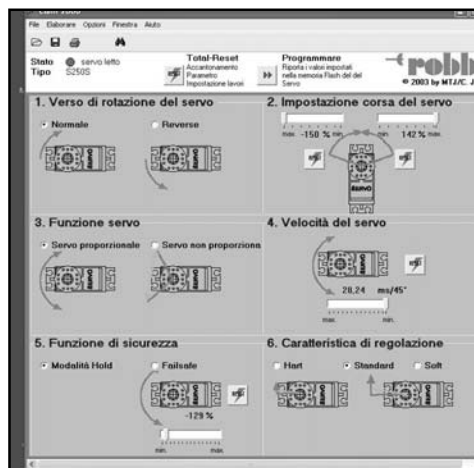 File Elaborare Opzioni Finestra Aiuto
Stato servo letto
Tipo S250S
Total-Reset
Accantonamento
Parametro
Impostazione lavori
Programmare
Riporta i valori impostati
nella memoria Flash del del
Servo
robb
© 2003 by MTJ/C. J
1. Verso di rotazione del servo
Normale Reverse
2. Impostazione corsa del servo
max. -150 % min. min. 142 % max.
3. Funzione servo
Servo proporzionale Servo non proporziona
4. Velocità del servo
28,24 ms/45°
max. min.
5. Funzione di sicurezza
Modalità Hold Failsafe
-129 %
min. max.
6. Caratteristica di regolazione
Hart Standard Soft